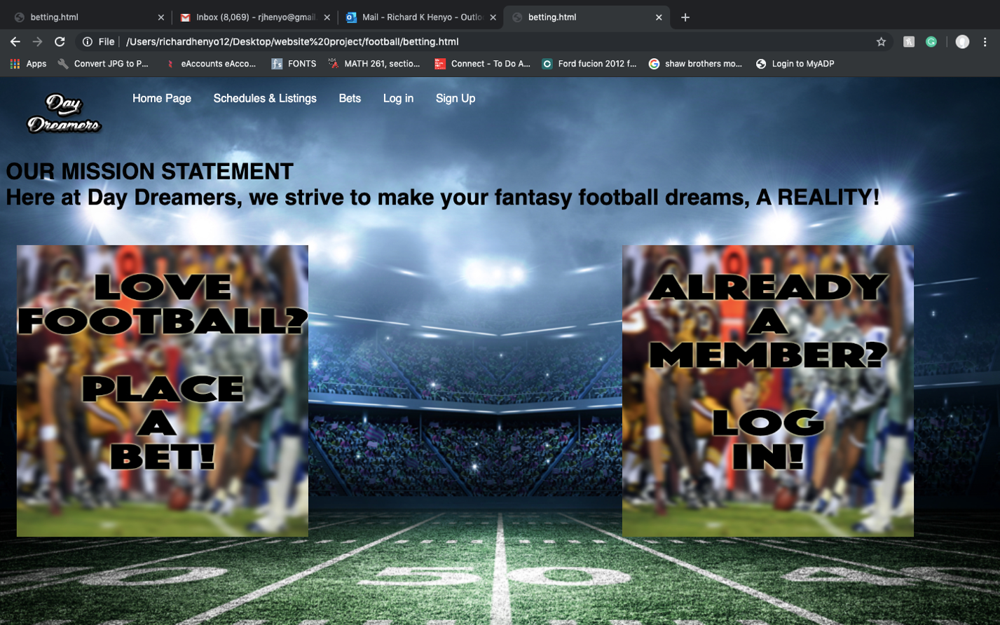 betting.html
Inbox (8,069) - rjhenyo@gmail.
Mail - Richard K Henyo - Outlo
betting.html
File
/Users/richardhenyo12/Desktop/website%20project/football/betting.html
Apps
Convert JPG to P...
eAccounts eAcco...
fs
FONTS
MATH 261, sectio...
Connect - To Do A...
Ford fucion 2012 f...
shaw brothers mo...
Login to MyADP
Day
Dreamers
Home Page
Schedules & Listings
Bets
Log in
Sign Up
OUR MISSION STATEMENT
Here at Day Dreamers, we strive to make your fantasy football dreams, A REALITY!
LOVE
FOOTBALL?
PLACE
A
BET!
ALREADY
A
MEMBER?
LOG
IN!
50